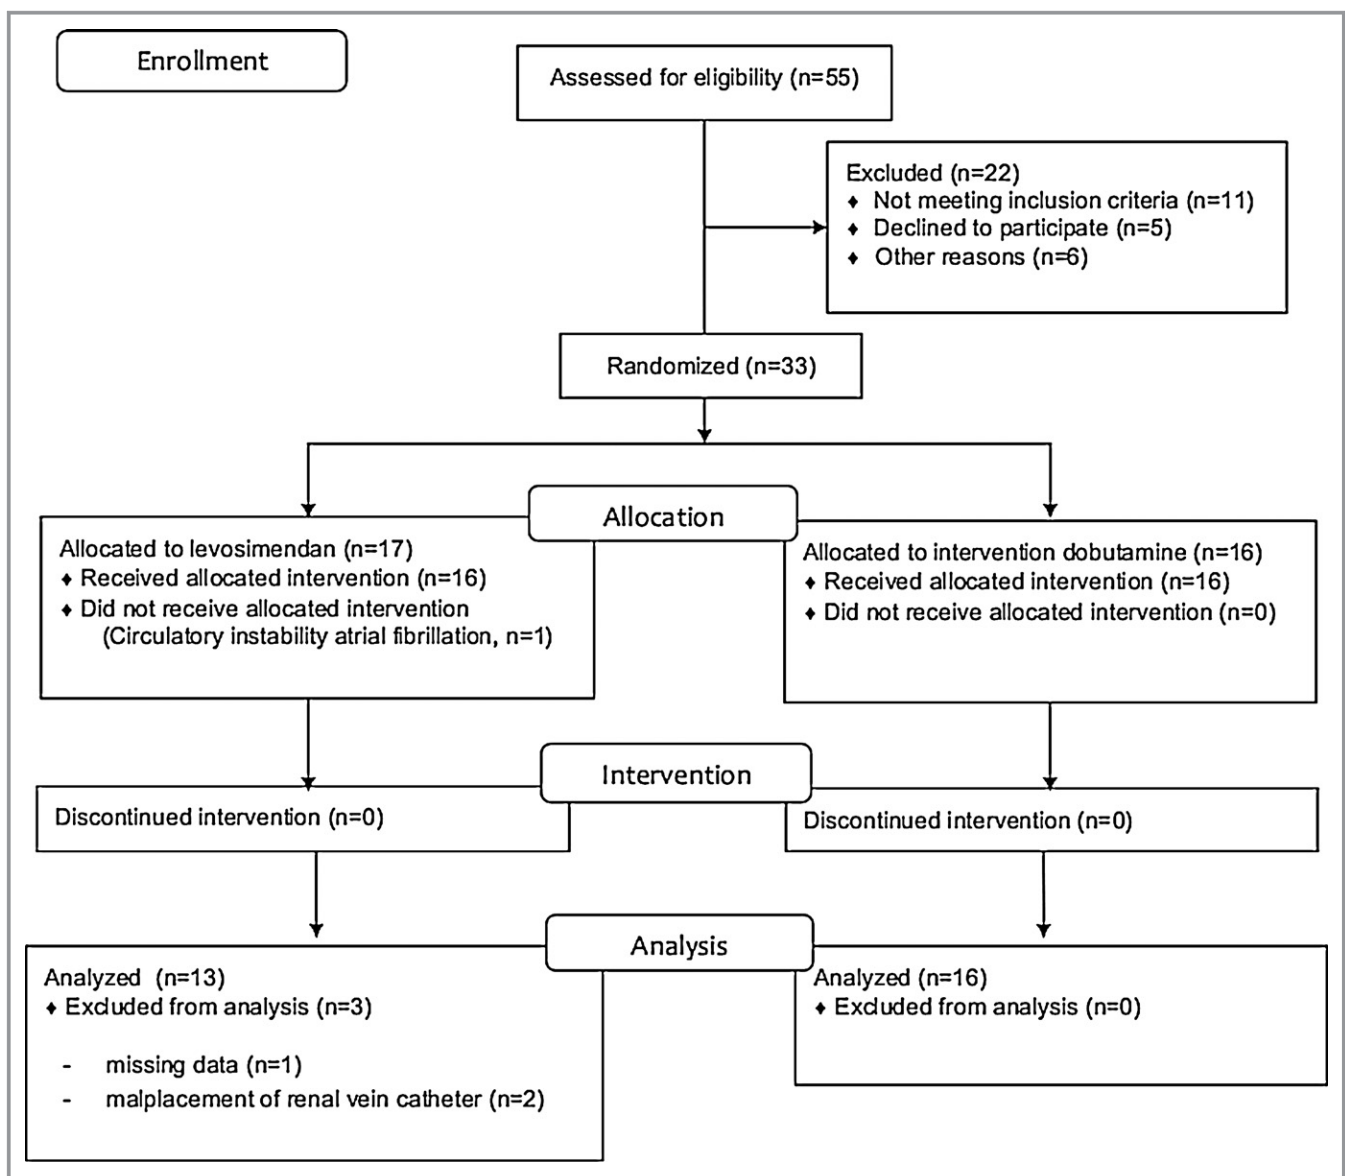 Enrollment
Assessed for eligibility (n=55)
Excluded (n=22)
♦ Not meeting inclusion criteria (n=11)
♦ Declined to participate (n=5)
♦ Other reasons (n=6)
Randomized (n=33)
Allocation
Allocated to levosimendan (n=17)
♦ Received allocated intervention (n=16)
♦ Did not receive allocated intervention
(Circulatory instability atrial fibrillation, n=1)
Allocated to intervention dobutamine (n=16)
♦ Received allocated intervention (n=16)
♦ Did not receive allocated intervention (n=0)
Intervention
Discontinued intervention (n=0)
Discontinued intervention (n=0)
Analysis
Analyzed (n=13)
♦ Excluded from analysis (n=3)
- missing data (n=1)
- malplacement of renal vein catheter (n=2)
Analyzed (n=16)
♦ Excluded from analysis (n=0)